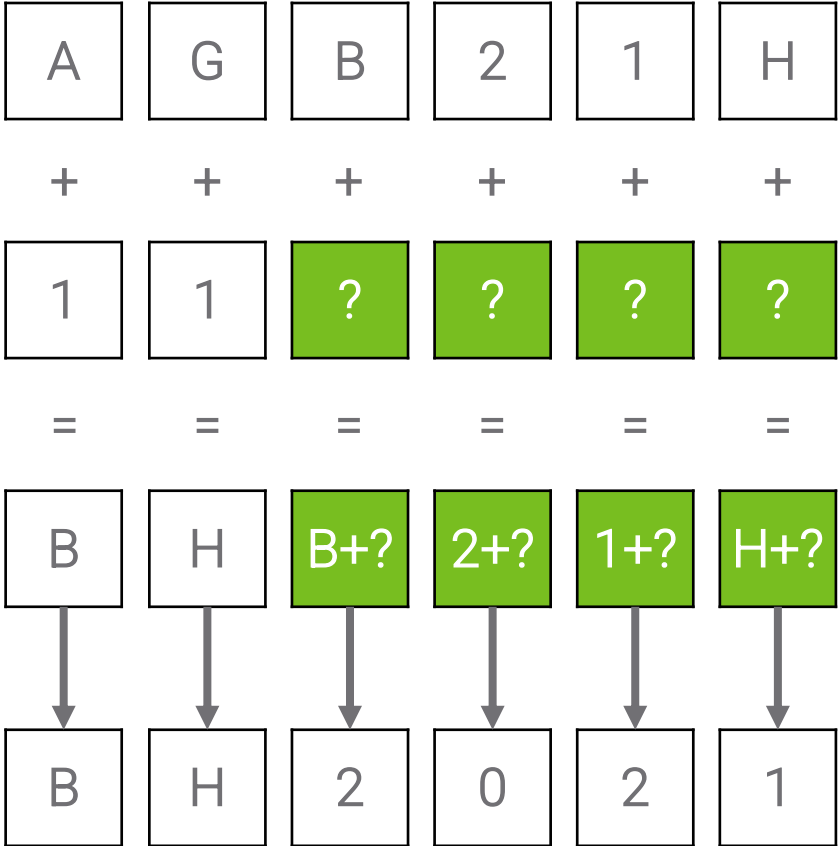 A G B 2 1 H
+ + + + + +
1 1 ? ? ? ?
= = = = = =
B H B+? 2+? 1+? H+?
B H 2 0 2 1